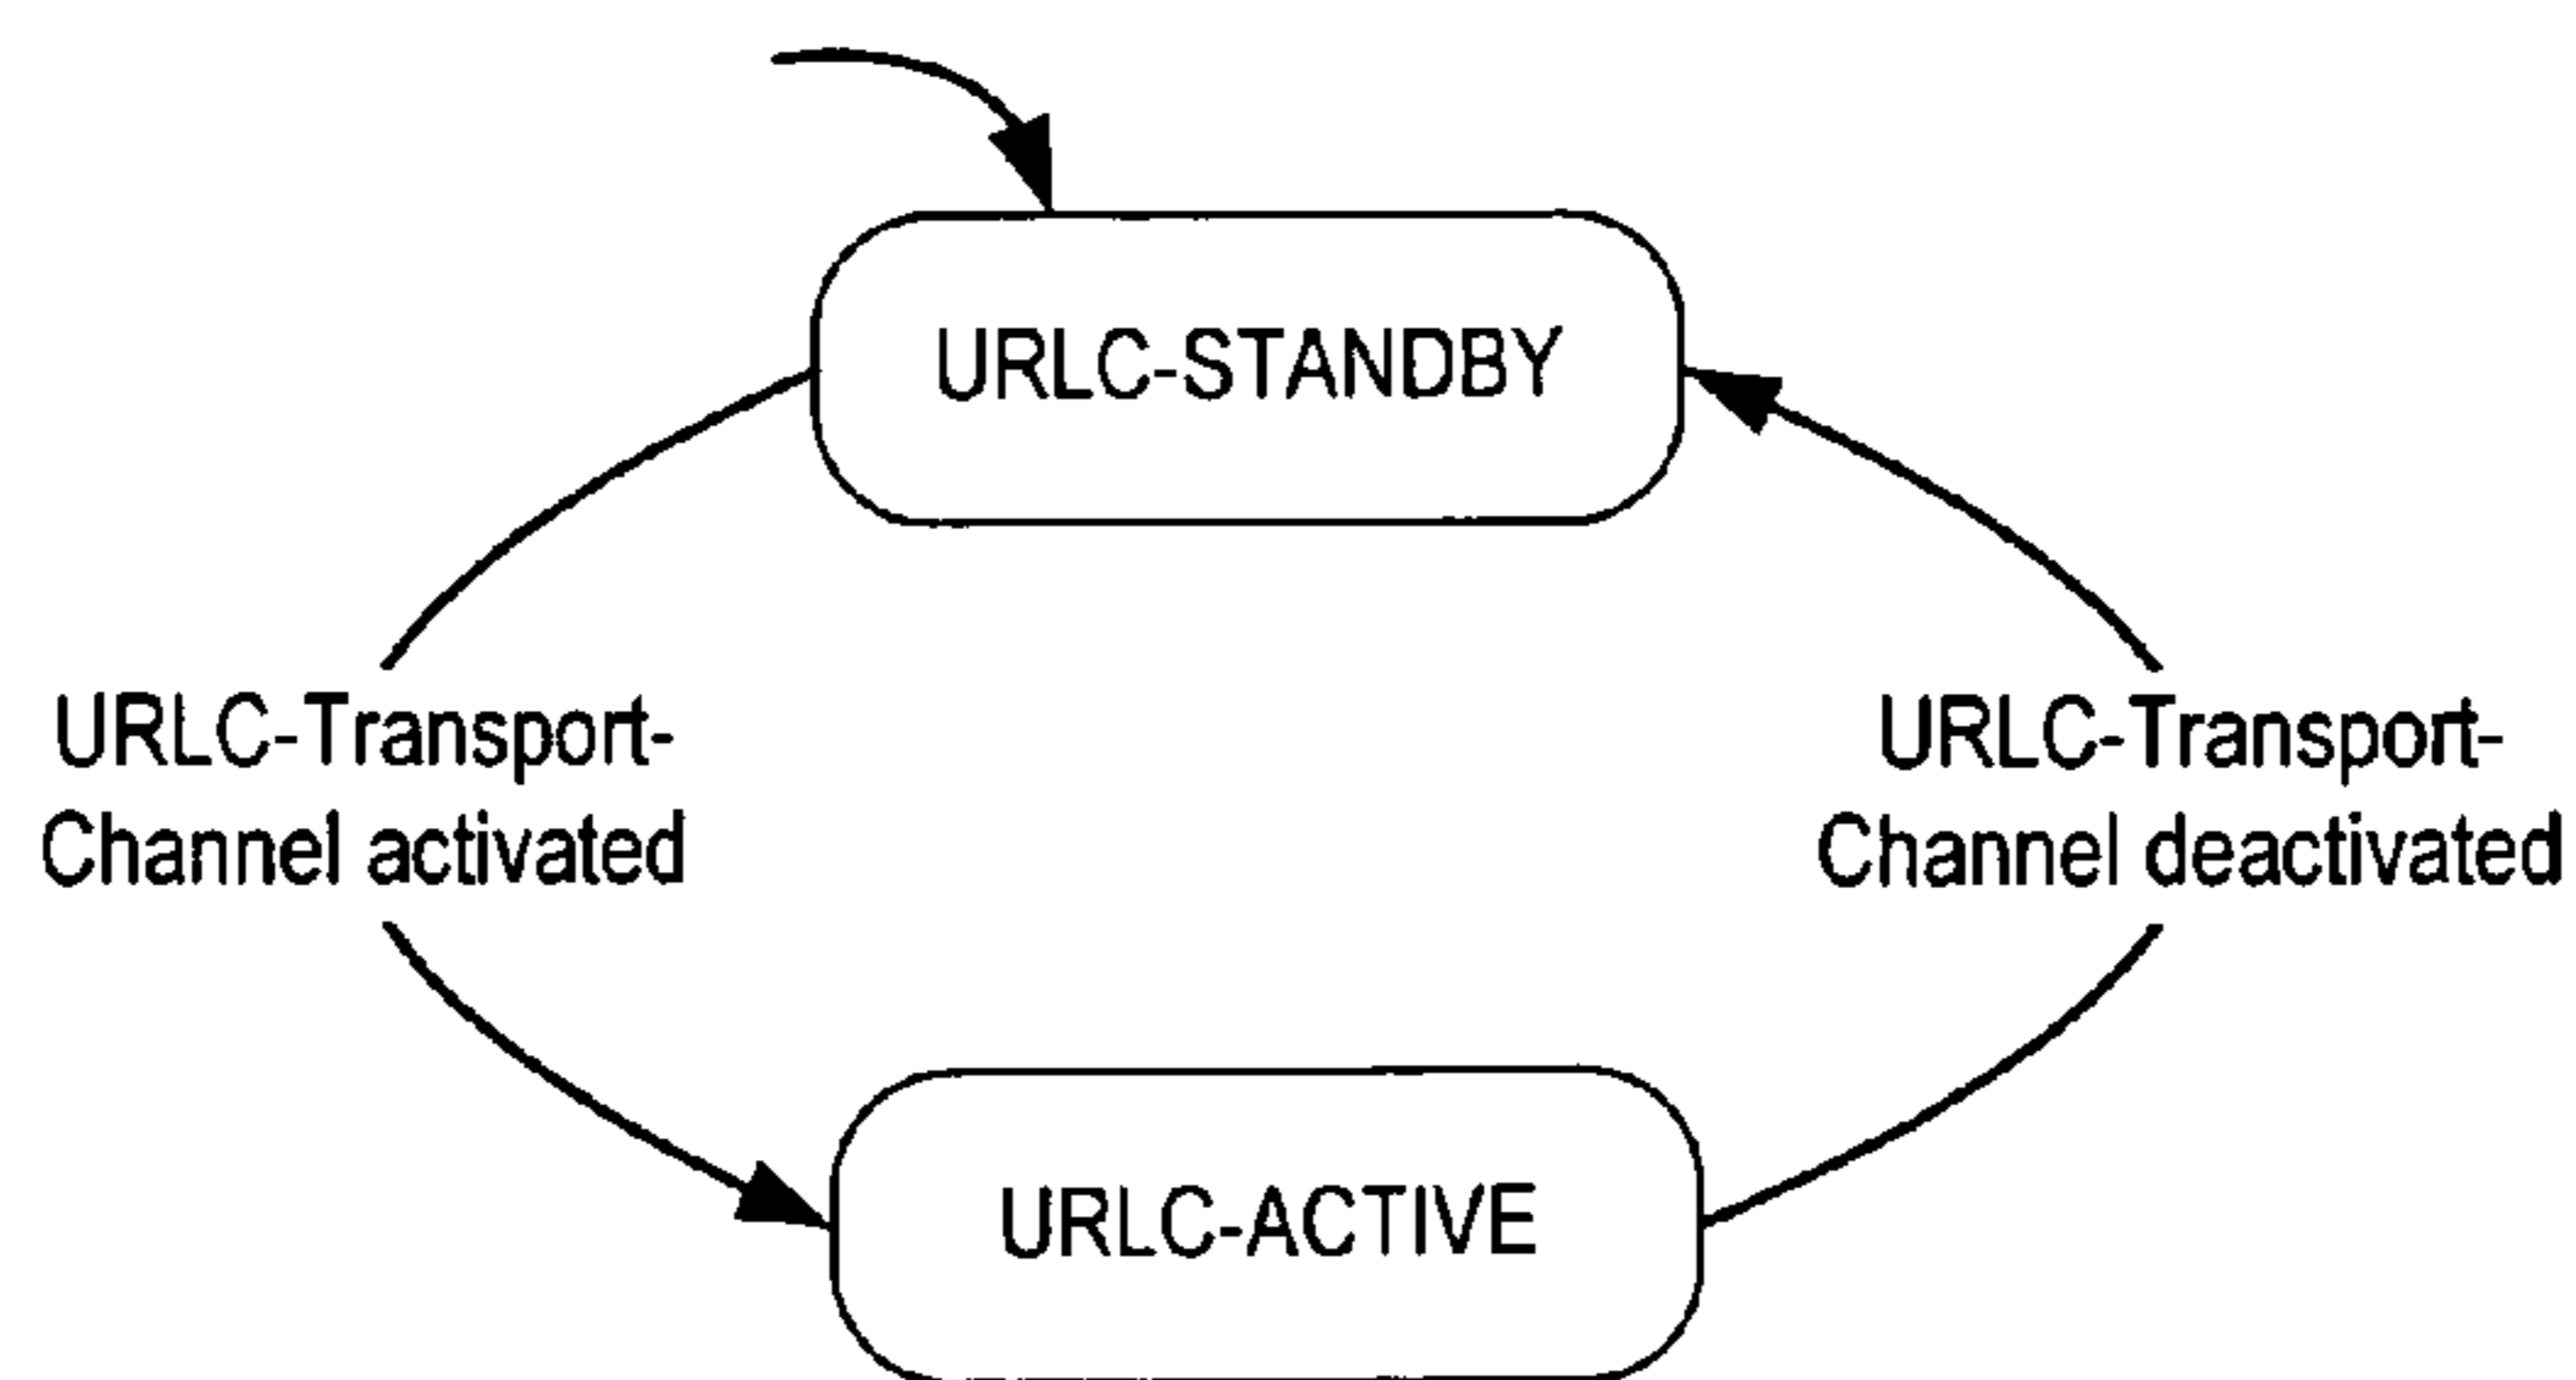 URLC-STANDBY
URLC-Transport-
Channel activated
URLC-Transport-
Channel deactivated
URLC-ACTIVE